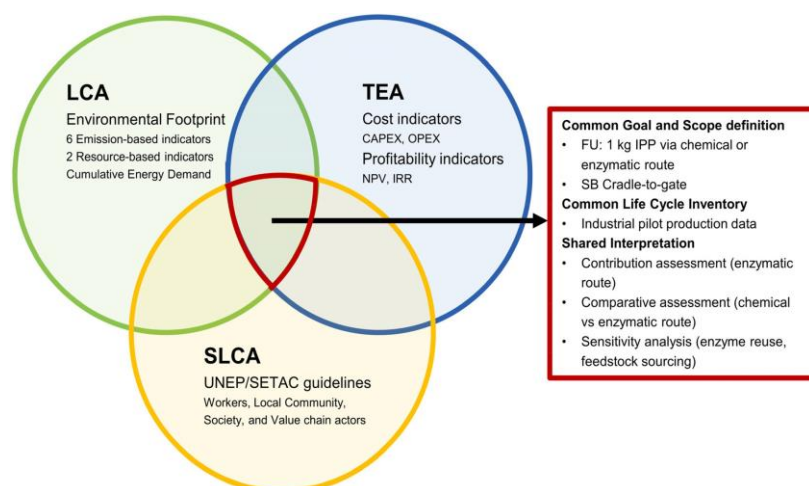 LCA
Environmental Footprint
6 Emission-based indicators
2 Resource-based indicators
Cumulative Energy Demand
TEA
Cost indicators
CAPEX, OPEX
Profitability indicators
NPV, IRR
SLCA
UNEP/SETAC guidelines
Workers, Local Community,
Society, and Value chain actors
Common Goal and Scope definition
• FU: 1 kg IPP via chemical or
enzymatic route
• SB Cradle-to-gate
Common Life Cycle Inventory
• Industrial pilot production data
Shared Interpretation
• Contribution assessment (enzymatic
route)
• Comparative assessment (chemical
vs enzymatic route)
• Sensitivity analysis (enzyme reuse,
feedstock sourcing)